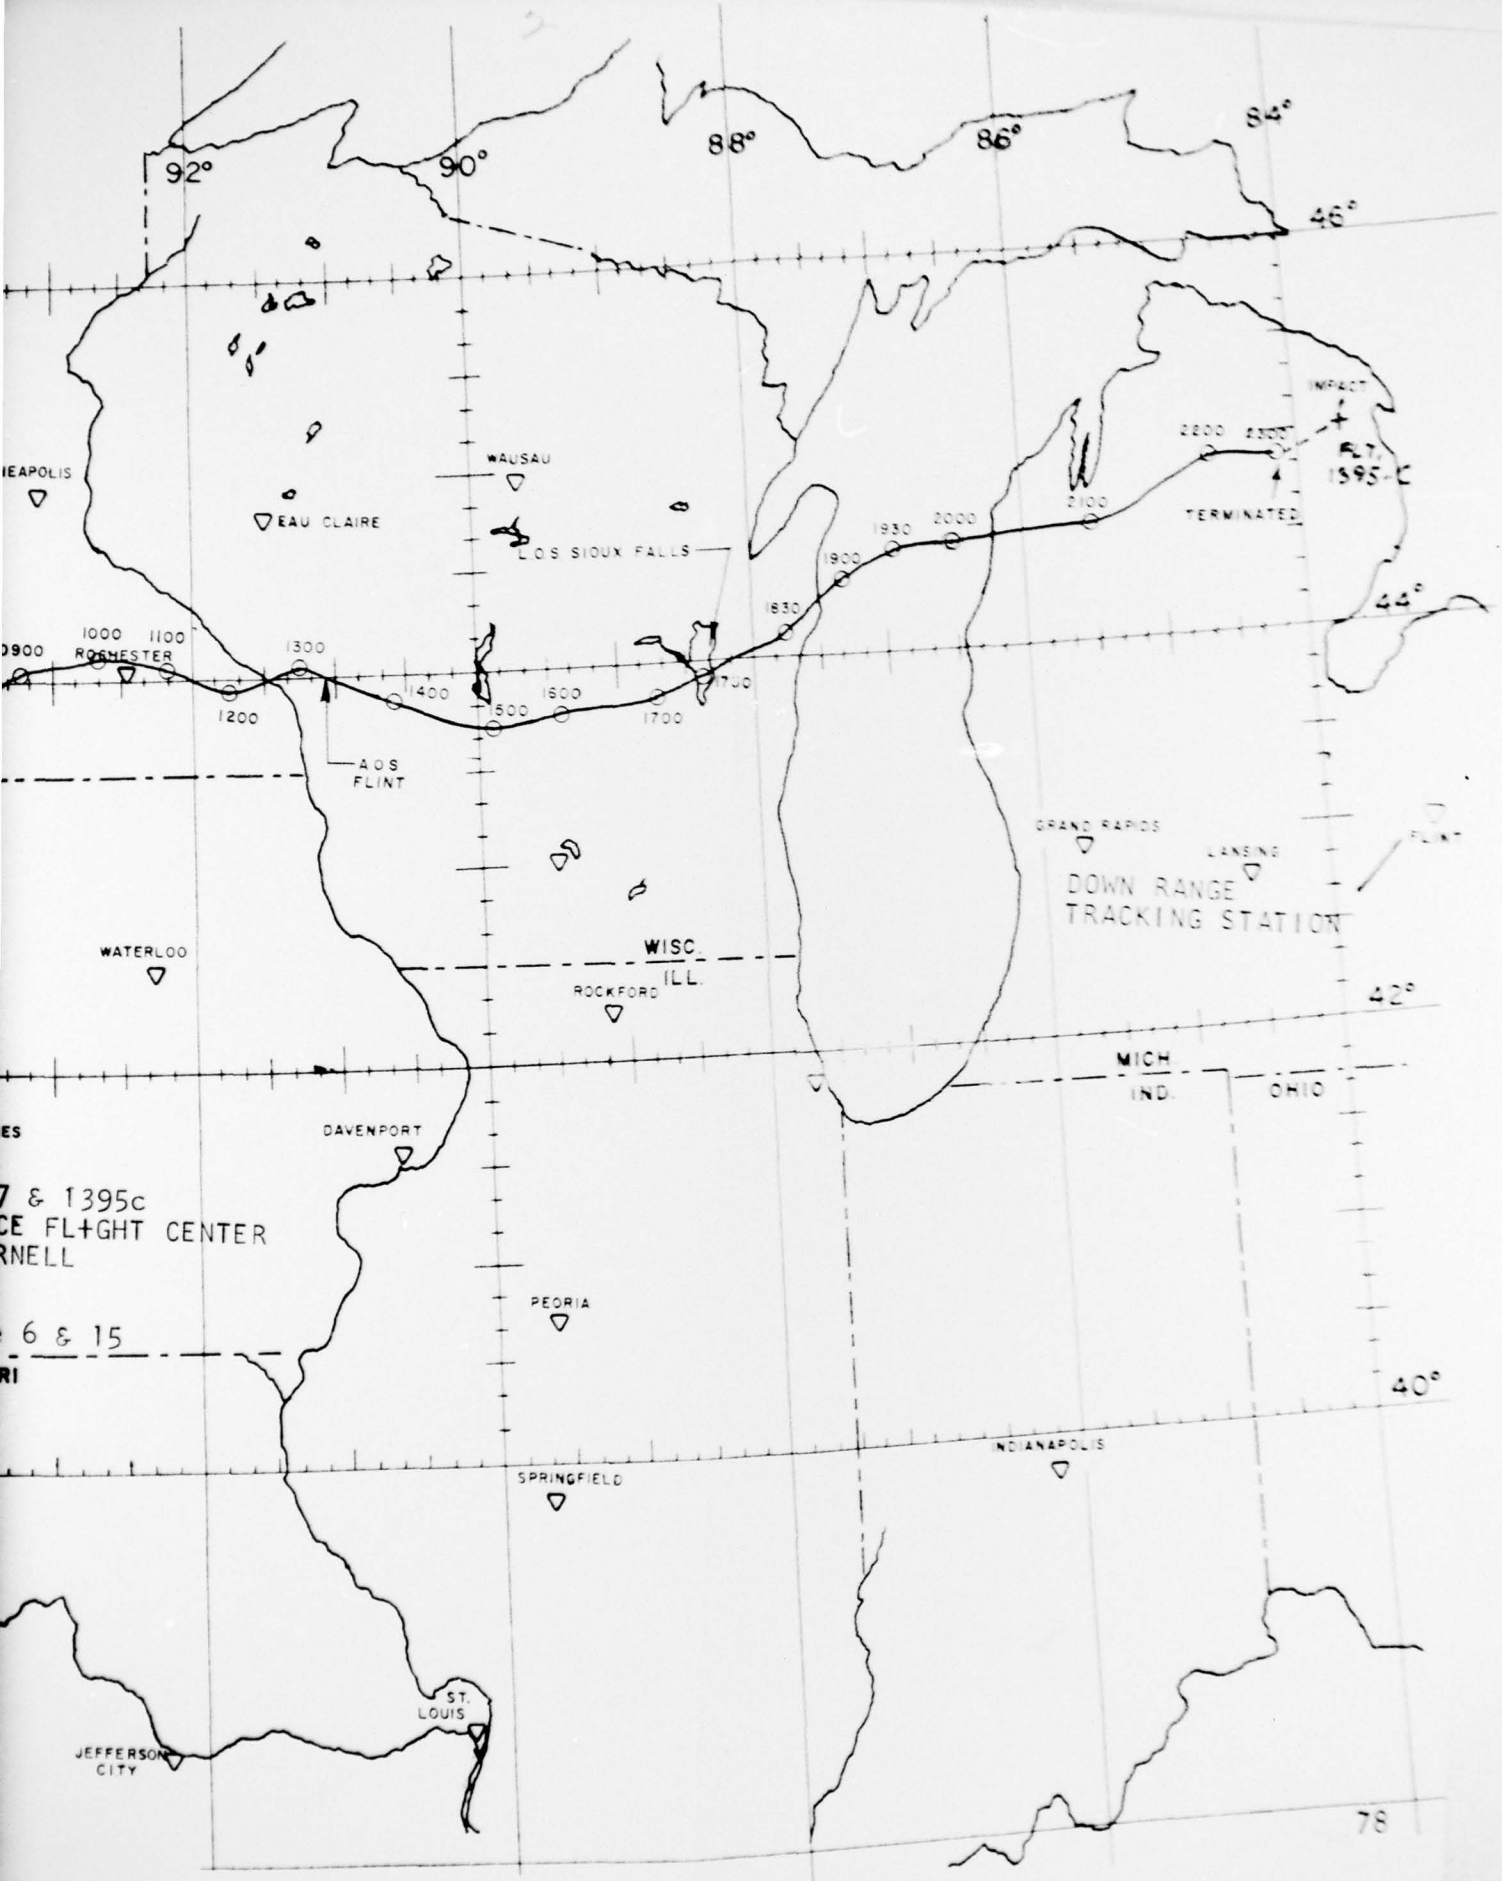 84°
88°
86°
92°
90°
46°
IMPACT
2200
2300
FLT.
1395-C
WAUSAU
NEAPOLIS
2100
TERMINATED
EAU CLAIRE
1930
2000
L.O.S SIOUX FALLS
1900
44°
1830
1000
1100
0900
ROCHESTER
1300
1700
1400
1600
1200
1500
1700
A O S
FLINT
GRAND RAPIDS
FLINT
LANSING
DOWN RANGE
TRACKING STATION
WATERLOO
WISC.
ILL.
ROCKFORD
42°
MICH.
IND.
OHIO
ES
DAVENPORT
7 & 1395c
CE FL+GHT CENTER
RNELL
PEORIA
6 & 15
RI
40°
INDIANAPOLIS
SPRINGFIELD
ST.
LOUIS
JEFFERSON
CITY
78